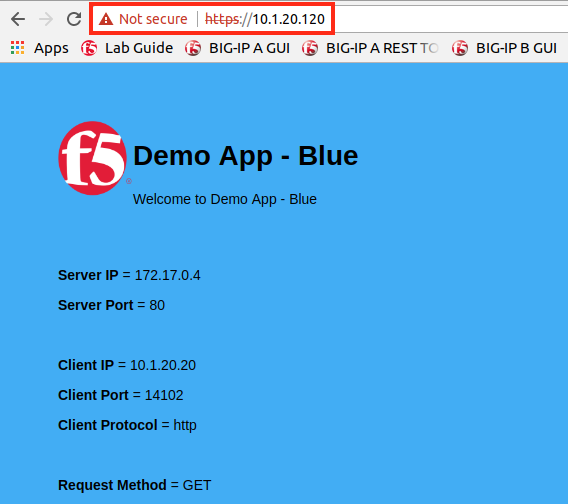 Not secure https://10.1.20.120
Apps Lab Guide BIG-IP A GUI BIG-IP A REST TO BIG-IP B GUI
f5 Demo App - Blue
Welcome to Demo App - Blue
Server IP = 172.17.0.4
Server Port = 80
Client IP = 10.1.20.20
Client Port = 14102
Client Protocol = http
Request Method = GET